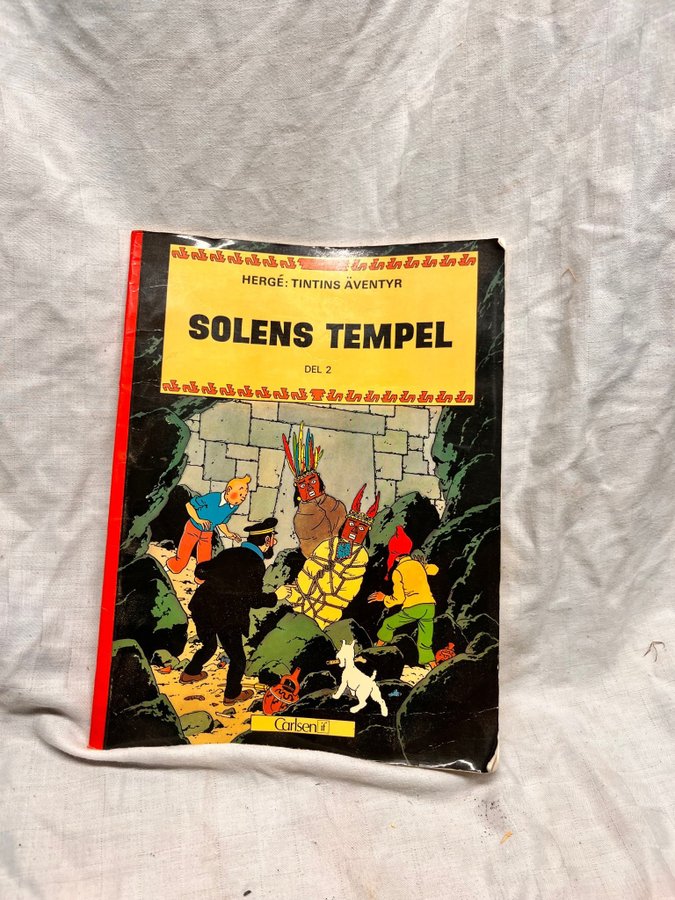 HERGÉ: TINTINS ÄVENTYR
SOLENS TEMPEL
DEL 2
Carlsen if